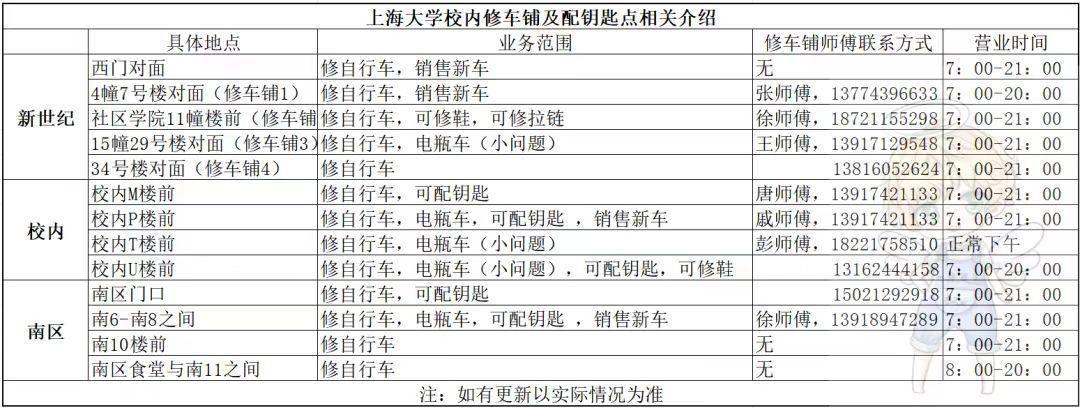 上海大学校内修车铺及配钥匙点相关介绍
具体地点 业务范围 修车铺师傅联系方式 营业时间
新世纪
西门对面 修自行车，销售新车 无 7：00-21：00
4幢7号楼对面（修车铺1） 修自行车，销售新车 张师傅，13774396633 7：00-20：00
社区学院11幢楼前（修车铺 修自行车，可修鞋，可修拉链 徐师傅，18721155298 7：00-21：00
15幢29号楼对面（修车铺3） 修自行车，电瓶车（小问题） 王师傅，13917129548 7：00-21：00
34号楼对面（修车铺4） 修自行车 13816052624 7：00-21：00
校内
校内M楼前 修自行车，可配钥匙 唐师傅，13917421133 7：00-21：00
校内P楼前 修自行车，电瓶车，可配钥匙 ，销售新车 戚师傅，13917421133 7：00-21：00
校内T楼前 修自行车，电瓶车（小问题） 彭师傅，18221758510 正常下午
校内U楼前 修自行车，电瓶车（小问题），可配钥匙，可修鞋 13162444158 7：00-20：00
南区
南区门口 修自行车，可配钥匙 15021292918 7：00-21：00
南6-南8之间 修自行车，电瓶车，可配钥匙 ，销售新车 徐师傅，13918947289 7：00-21：00
南10楼前 修自行车 无 7：00-21：00
南区食堂与南11之间 修自行车 无 8：00-20：00
注：如有更新以实际情况为准